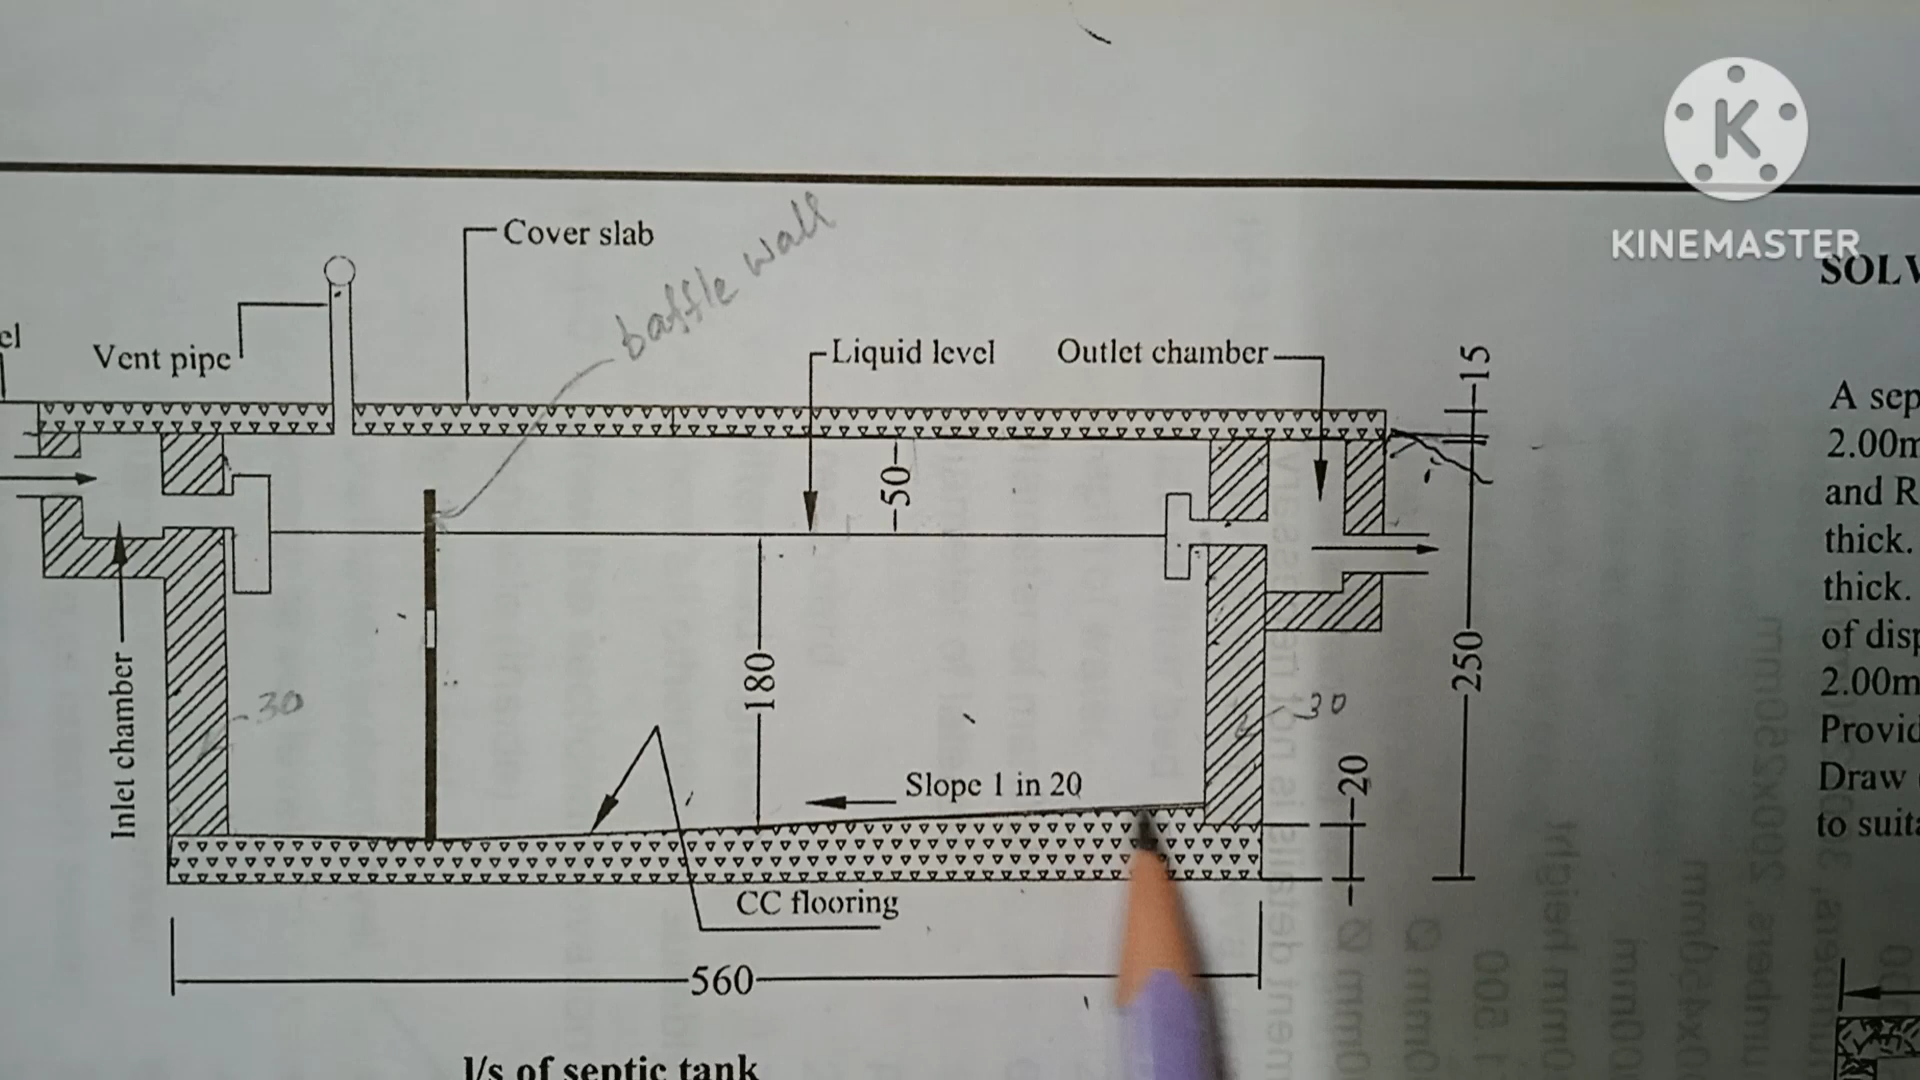 K
KINEMASTER
Cover slab
baffle wall
el
Vent pipe
Liquid level
Outlet chamber
15
50
180
250
30
30
Inlet chamber
Slope 1 in 20
20
CC flooring
560
l/s of septic tank
SOLV
A sep
2.00m
and R
thick.
thick.
of disp
2.00m
Provid
Draw
to suita